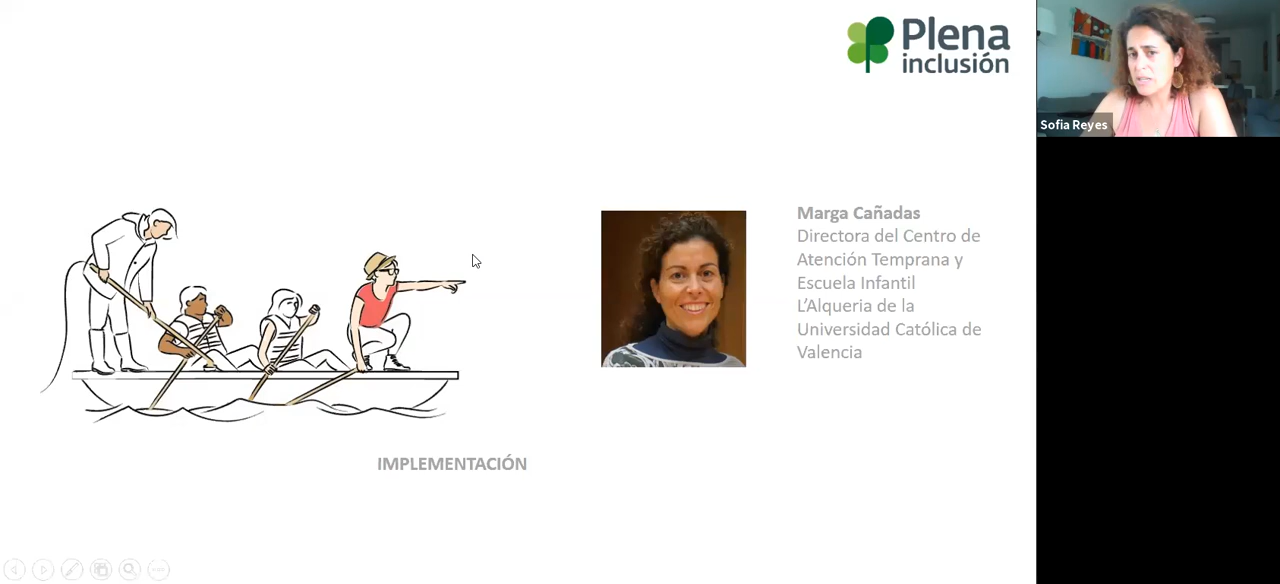 Plena
inclusión
Sofia Reyes
Marga Cañadas
Directora del Centro de
Atención Temprana y
Escuela Infantil
L’Alqueria de la
Universidad Católica de
Valencia
IMPLEMENTACIÓN